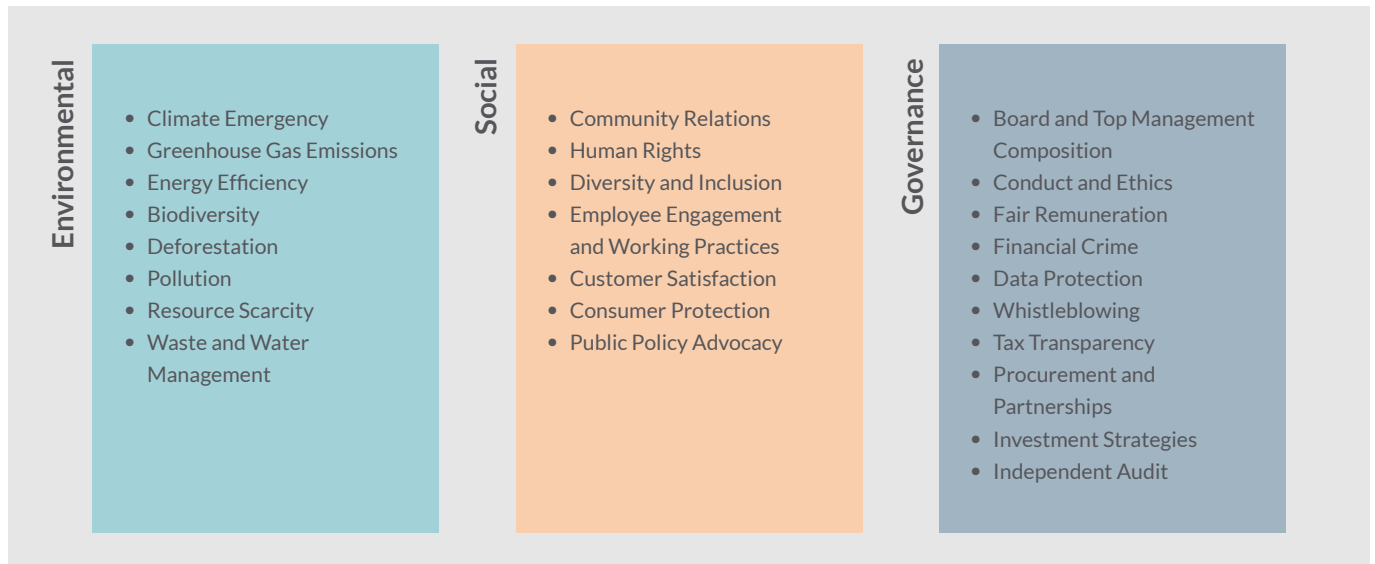 Environmental
• Climate Emergency
• Greenhouse Gas Emissions
• Energy Efficiency
• Biodiversity
• Deforestation
• Pollution
• Resource Scarcity
• Waste and Water
Management
Social
• Community Relations
• Human Rights
• Diversity and Inclusion
• Employee Engagement
and Working Practices
• Customer Satisfaction
• Consumer Protection
• Public Policy Advocacy
Governance
• Board and Top Management
Composition
• Conduct and Ethics
• Fair Remuneration
• Financial Crime
• Data Protection
• Whistleblowing
• Tax Transparency
• Procurement and
Partnerships
• Investment Strategies
• Independent Audit